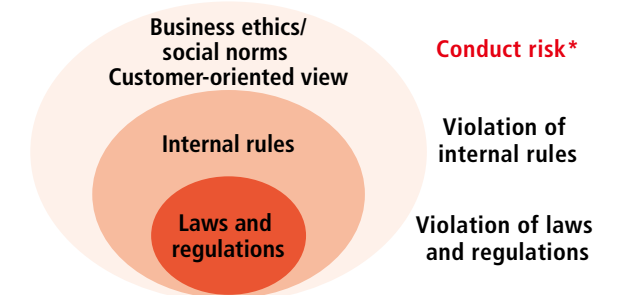 Business ethics/
social norms
Customer-oriented view
Conduct risk*
Internal rules
Violation of
internal rules
Laws and
regulations
Violation of laws
and regulations